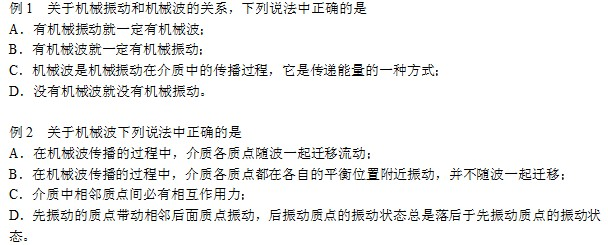 例 1　关于机械振动和机械波的关系，下列说法中正确的是
A．有机械振动就一定有机械波；
B．有机械波就一定有机械振动；
C．机械波是机械振动在介质中的传播过程，它是传递能量的一种方式；
D．没有机械波就没有机械振动。
例 2　关于机械波下列说法中正确的是
A．在机械波传播的过程中，介质各质点随波一起迁移流动；
B．在机械波传播的过程中，介质各质点都在各自的平衡位置附近振动，并不随波一起迁移；
C．介质中相邻质点间必有相互作用力；
D．先振动的质点带动相邻后面质点振动，后振动质点的振动状态总是落后于先振动质点的振动状
态。